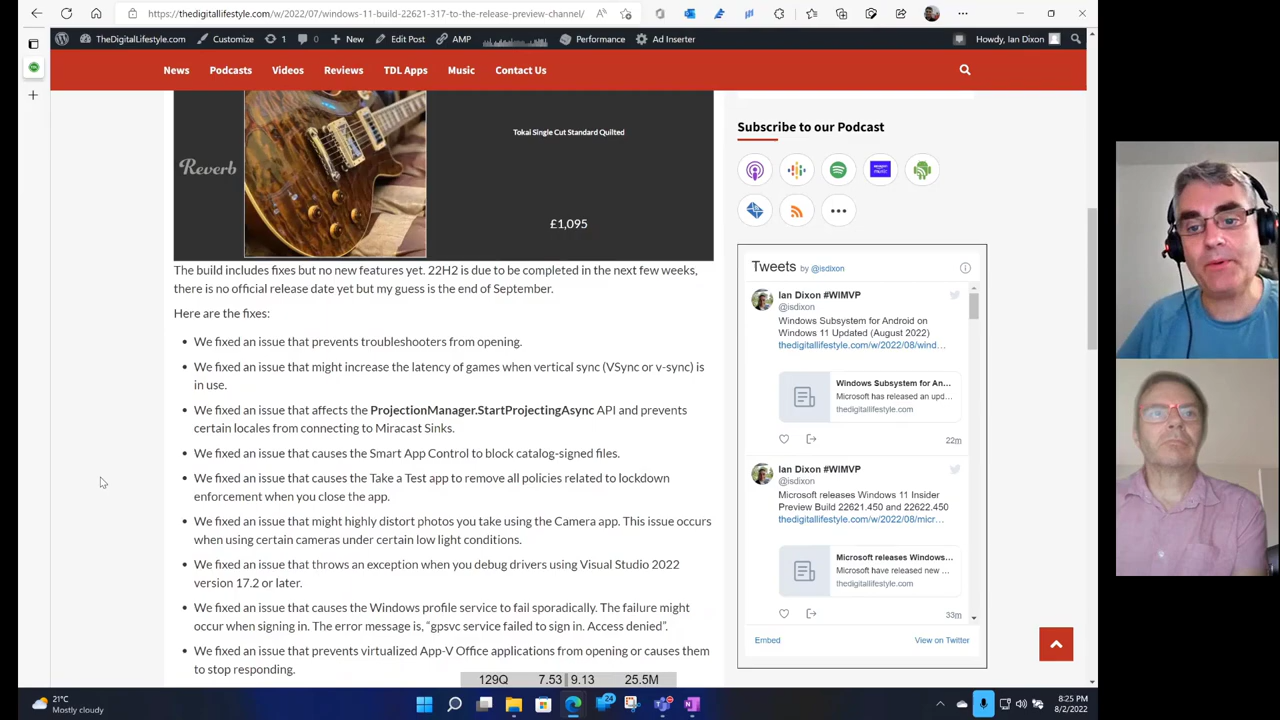 https://thedigitallifestyle.com/w/2022/07/windows-11-build-22621-317-to-the-release-preview-channel/
TheDigitalLifestyle.com
Customize
1
0
New
Edit Post
AMP
Performance
Ad Inserter
Howdy, Ian Dixon
News
Podcasts
Videos
Reviews
TDL Apps
Music
Contact Us
Reverb
Tokai Single Cut Standard Quilted
£1,095
The build includes fixes but no new features yet. 22H2 is due to be completed in the next few weeks,
there is no official release date yet but my guess is the end of September.
Here are the fixes:
We fixed an issue that prevents troubleshooters from opening.
We fixed an issue that might increase the latency of games when vertical sync (VSync or v-sync) is
in use.
We fixed an issue that affects the ProjectionManager.StartProjectingAsync API and prevents
certain locales from connecting to Miracast Sinks.
We fixed an issue that causes the Smart App Control to block catalog-signed files.
We fixed an issue that causes the Take a Test app to remove all policies related to lockdown
enforcement when you close the app.
We fixed an issue that might highly distort photos you take using the Camera app. This issue occurs
when using certain cameras under certain low light conditions.
We fixed an issue that throws an exception when you debug drivers using Visual Studio 2022
version 17.2 or later.
We fixed an issue that causes the Windows profile service to fail sporadically. The failure might
occur when signing in. The error message is, “gpsvc service failed to sign in. Access denied”.
We fixed an issue that prevents virtualized App-V Office applications from opening or causes them
to stop responding.
129Q 7.53 9.13 25.5M
Subscribe to our Podcast
amazon music
Tweets by @isdixon
Ian Dixon #WIMVP
@isdixon
Windows Subsystem for Android on
Windows 11 Updated (August 2022)
thedigitallifestyle.com/w/2022/08/wind…
Windows Subsystem for An...
Microsoft has released an upd...
thedigitallifestyle.com
22m
Ian Dixon #WIMVP
@isdixon
Microsoft releases Windows 11 Insider
Preview Build 22621.450 and 22622.450
thedigitallifestyle.com/w/2022/08/micr…
Microsoft releases Windows...
Microsoft have released new ...
thedigitallifestyle.com
33m
Embed
View on Twitter
21°C
Mostly cloudy
24
8:25 PM
8/2/2022